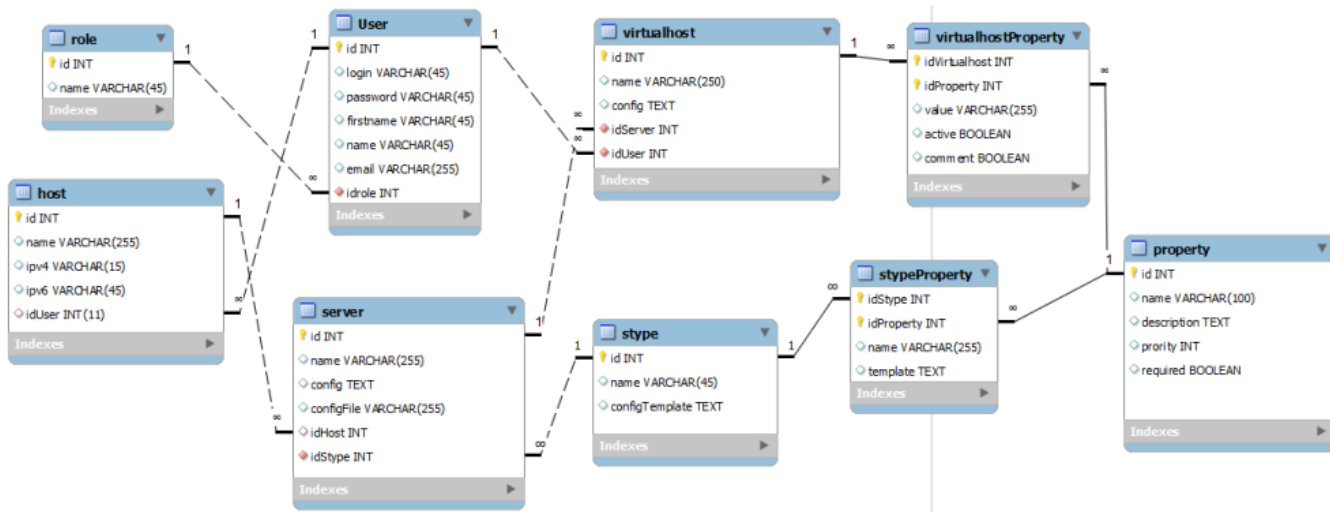 role
id INT
name VARCHAR(45)
Indexes
1
User
id INT
login VARCHAR(45)
password VARCHAR(45)
firstname VARCHAR(45)
name VARCHAR(45)
email VARCHAR(255)
idrole INT
Indexes
1
1
∞
∞
virtualhost
id INT
name VARCHAR(250)
config TEXT
idServer INT
idUser INT
Indexes
1
∞
∞
virtualhostProperty
idVirtualhost INT
idProperty INT
value VARCHAR(255)
active BOOLEAN
comment BOOLEAN
Indexes
∞
∞
host
id INT
name VARCHAR(255)
ipv4 VARCHAR(15)
ipv6 VARCHAR(45)
idUser INT(11)
Indexes
1
∞
server
id INT
name VARCHAR(255)
config TEXT
configFile VARCHAR(255)
idHost INT
idStype INT
Indexes
1
∞
∞
stype
id INT
name VARCHAR(45)
configTemplate TEXT
Indexes
1
1
stypeProperty
idStype INT
idProperty INT
name VARCHAR(255)
template TEXT
Indexes
∞
∞
property
id INT
name VARCHAR(100)
description TEXT
prority INT
required BOOLEAN
Indexes
1